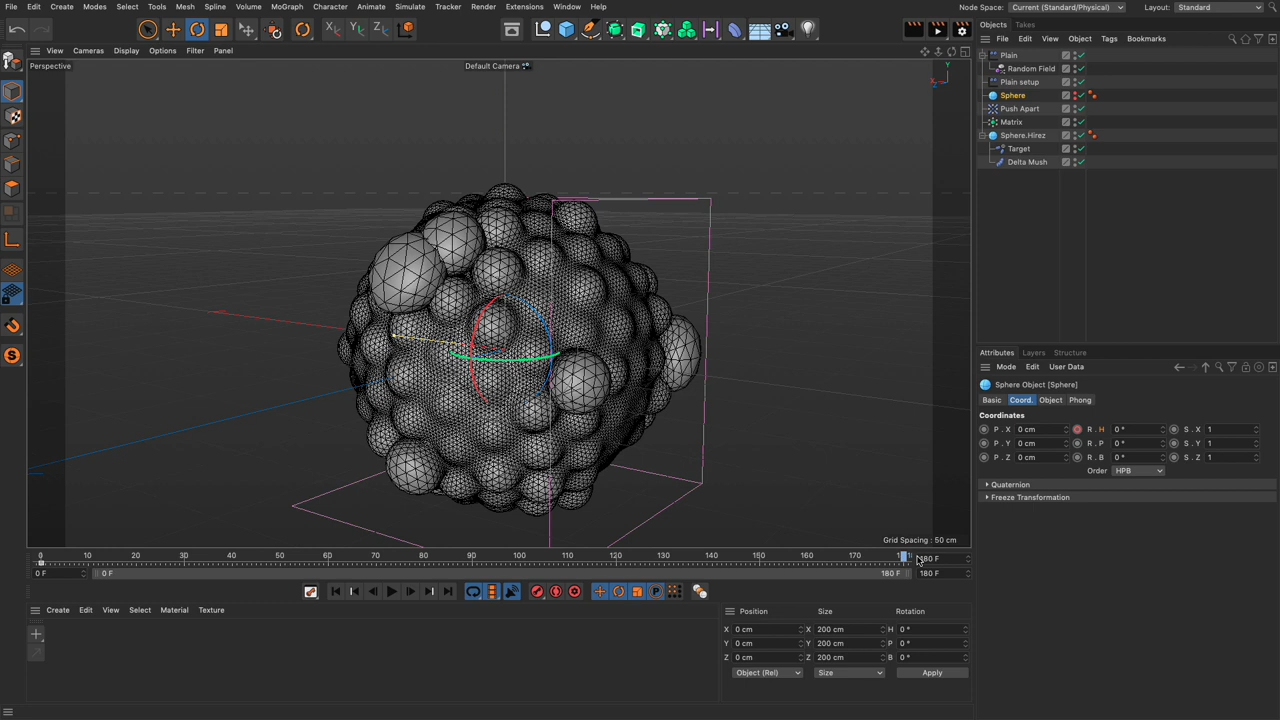 File Edit Create Modes Select Tools Mesh Spline Volume MoGraph Character Animate Simulate Tracker Render Extensions Window Help Node Space: Current (Standard/Physical) Layout: Standard
Objects Takes
File Edit View Object Tags Bookmarks
View Cameras Display Options Filter Panel
Perspective Default Camera Y
X
Plain
Random Field
Plain setup
Sphere
Push Apart
Matrix
Sphere.Hirez
Target
Delta Mush
Attributes Layers Structure
Mode Edit User Data
Sphere Object [Sphere]
Basic Coord. Object Phong
Coordinates
P . X 0 cm R . H 0 ° S . X 1
P . Y 0 cm R . P 0 ° S . Y 1
P . Z 0 cm R . B 0 ° S . Z 1
Order HPB
Quaternion
Freeze Transformation
Grid Spacing : 50 cm
0 10 20 30 40 50 60 70 80 90 100 110 120 130 140 150 160 170 180 F
0 F 0 F 180 F 180 F
Create Edit View Select Material Texture
Position Size Rotation
X 0 cm X 200 cm H 0 °
Y 0 cm Y 200 cm P 0 °
Z 0 cm Z 200 cm B 0 °
Object (Rel) Size Apply